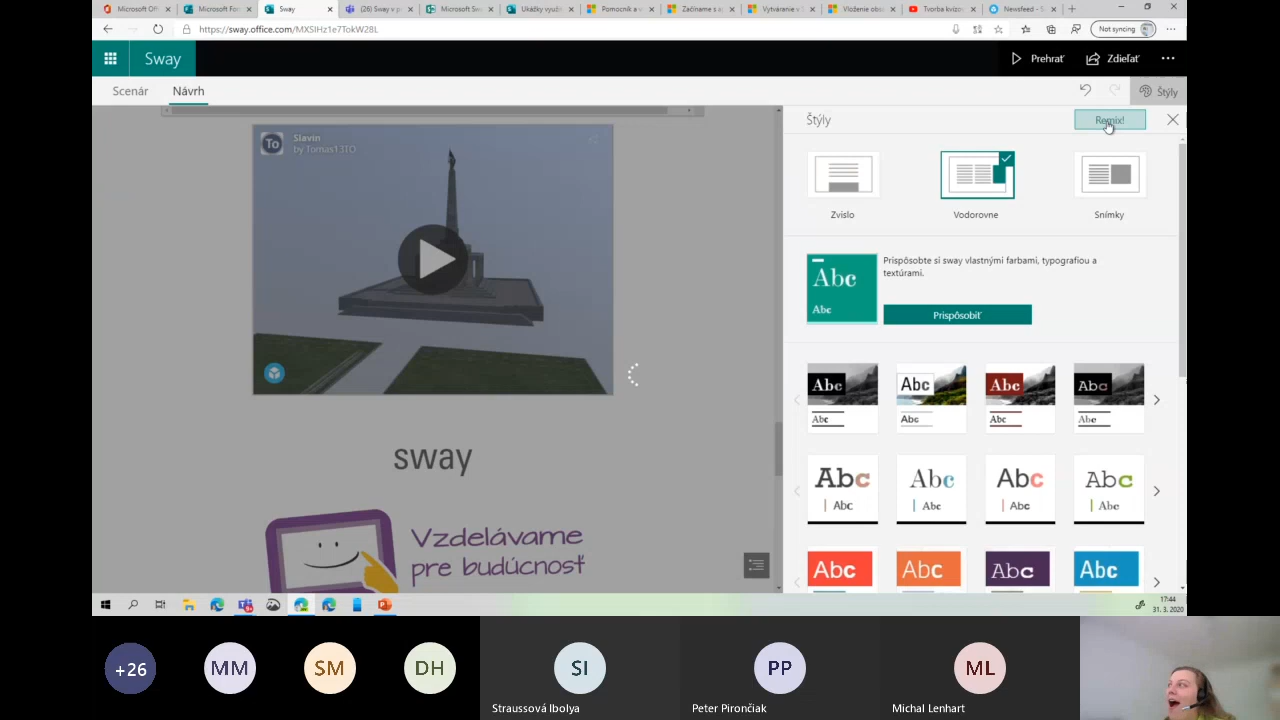 Microsoft Off
Microsoft For
Sway
(26) Sway v p
Microsoft Sw
Ukážky využi
Pomocník a v
Začíname s a
Vytváranie v S
Vloženie obsa
Tvorba kvízo
Newsfeed - S
https://sway.office.com/MXSIHz1e7TokW28L
Not syncing
Sway
Prehrať
Zdieľať
Scenár
Návrh
Štýly
Štýly
Remix!
To
Slavin
by Tomas13TO
Zvislo
Vodorovne
Snímky
Abc
Abc
Prispôsobte si sway vlastnými farbami, typografiou a
textúrami.
Prispôsobiť
Abc Abc Abc Abc
Abc Abc Abc Abc
Abc Abc Abc Abc
Abc Abc Abc Abc
Abc Abc Abc Abc
sway
Vzdelávame
pre budúcnosť
17:44
31. 3. 2020
+26
MM
SM
DH
SI
PP
ML
Straussová Ibolya
Peter Pirončiak
Michal Lenhart